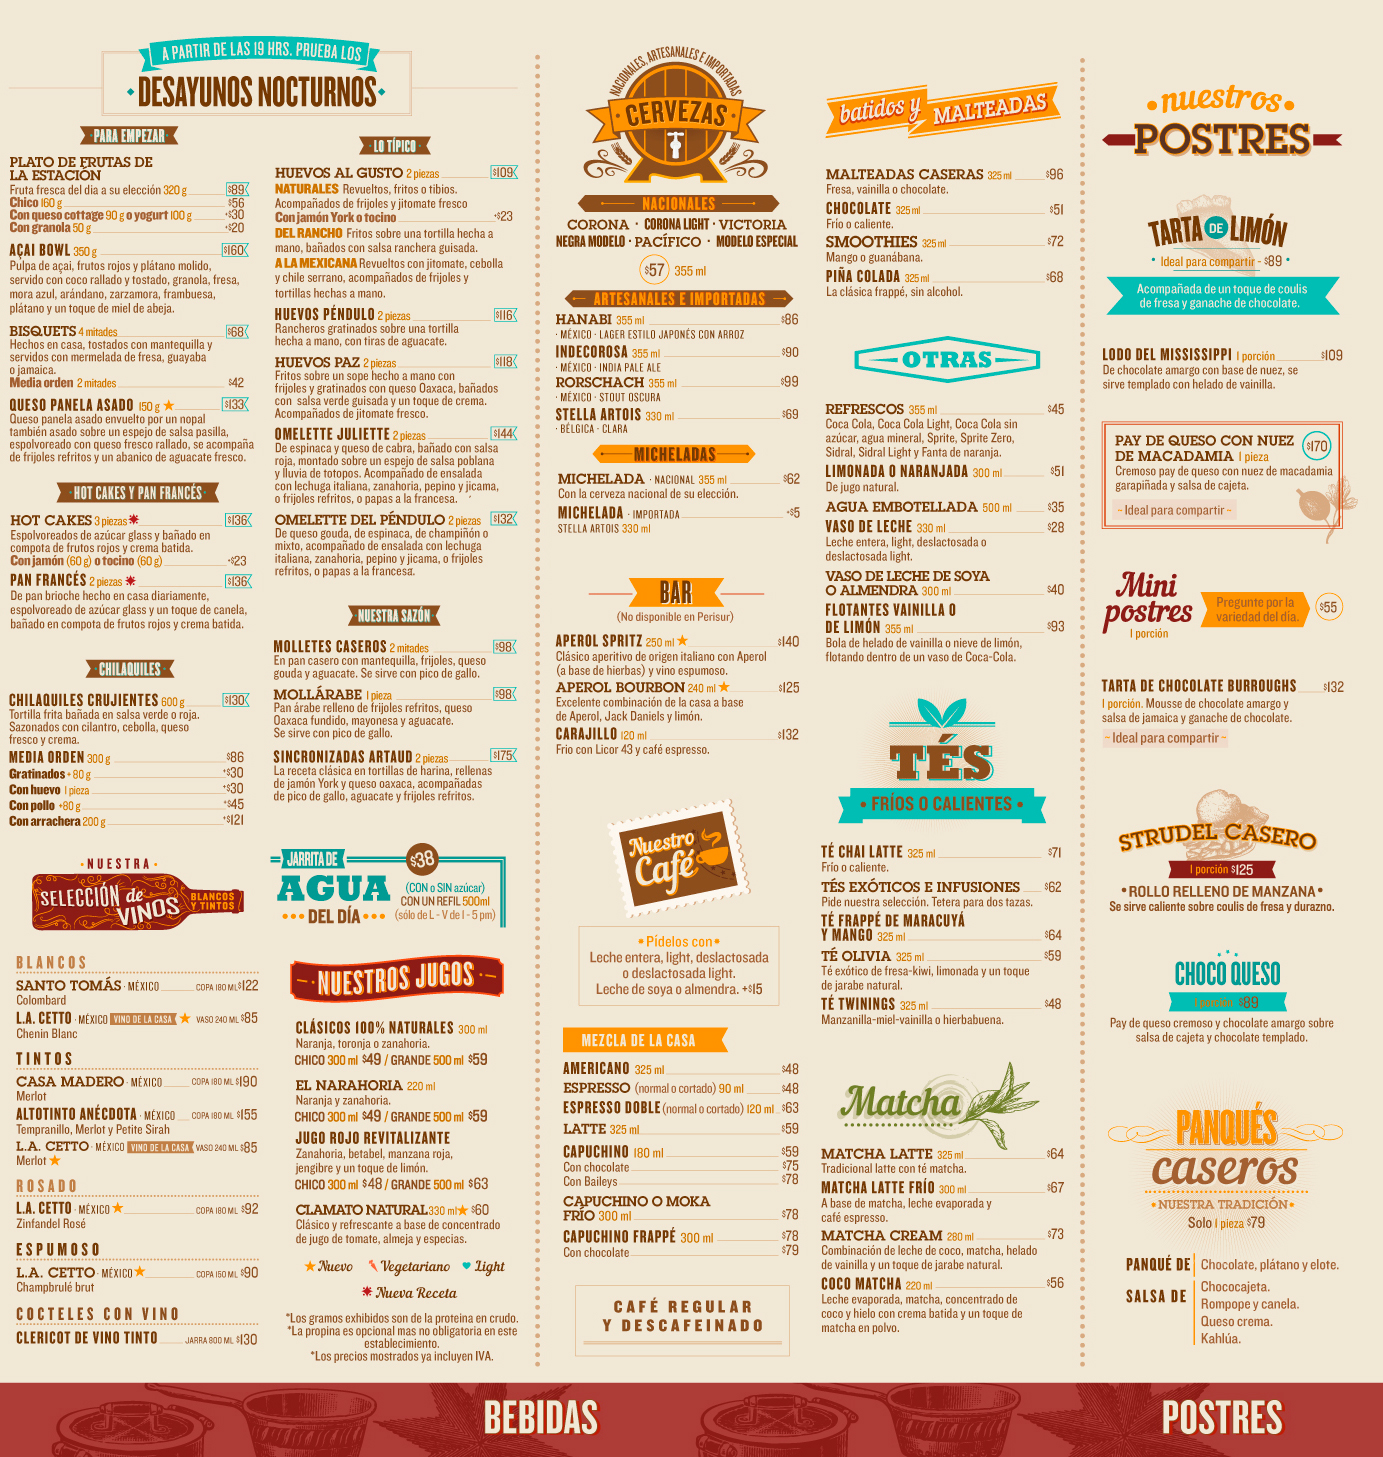 A PARTIR DE LAS 19 HRS. PRUEBA LOS
DESAYUNOS NOCTURNOS
PARA EMPEZAR
PLATO DE FRUTAS DE
LA ESTACIÓN
Fruta fresca del dia a su elección 320 g $89
Chico 160 g $56
Con queso cottage 90 g o yogurt 100 g +$30
Con granola 50 g +$20
AÇAI BOWL 350 g $160
Pulpa de açai, frutos rojos y plátano molido,
servido con coco rallado y tostado, granola, fresa,
mora azul, arándano, zarzamora, frambuesa,
plátano y un toque de miel de abeja.
BISQUETS 4 mitades $68
Hechos en casa, tostados con mantequilla y
servidos con mermelada de fresa, guayaba
o jamaica.
Media orden 2 mitades $42
QUESO PANELA ASADO 150 g $133
Queso panela asado envuelto por un nopal
también asado sobre un espejo de salsa pasilla,
espolvoreado con queso fresco rallado, se acompaña
de frijoles refritos y un abanico de aguacate fresco.
HOT CAKES Y PAN FRANCÉS
HOT CAKES 3 piezas $136
Espolvoreados de azúcar glass y bañado en
compota de frutos rojos y crema batida.
Con jamón (60 g) o tocino (60 g) +$23
PAN FRANCÉS 2 piezas $136
De pan brioche hecho en casa diariamente,
espolvoreado de azúcar glass y un toque de canela,
bañado en compota de frutos rojos y crema batida.
CHILAQUILES
CHILAQUILES CRUJIENTES 600 g $130
Tortilla frita bañada en salsa verde o roja.
Sazonados con cilantro, cebolla, queso
fresco y crema.
MEDIA ORDEN 300 g $86
Gratinados +80 g +$30
Con huevo 1 pieza +$30
Con pollo +80 g +$45
Con arrachera 200 g +$121
LO TÍPICO
HUEVOS AL GUSTO 2 piezas $109
NATURALES Revueltos, fritos o tibios.
Acompañados de frijoles y jitomate fresco
Con jamón York o tocino +$23
DEL RANCHO Fritos sobre una tortilla hecha a
mano, bañados con salsa ranchera guisada.
A LA MEXICANA Revueltos con jitomate, cebolla
y chile serrano, acompañados de frijoles y
tortillas hechas a mano.
HUEVOS PÉNDULO 2 piezas $116
Rancheros gratinados sobre una tortilla
hecha a mano, con tiras de aguacate.
HUEVOS PAZ 2 piezas $118
Fritos sobre un sope hecho a mano con
frijoles y gratinados con queso Oaxaca, bañados
con salsa verde guisada y un toque de crema.
Acompañados de jitomate fresco.
OMELETTE JULIETTE 2 piezas $144
De espinaca y queso de cabra, bañado con salsa
roja, montado sobre un espejo de salsa poblana
y lluvia de totopos. Acompañado de ensalada
con lechuga italiana, zanahoria, pepino y jicama,
o frijoles refritos, o papas a la francesa.
OMELETTE DEL PÉNDULO 2 piezas $132
De queso gouda, de espinaca, de champiñón o
mixto, acompañado de ensalada con lechuga
italiana, zanahoria, pepino y jicama, o frijoles
refritos, o papas a la francesa.
NUESTRA SAZÓN
MOLLETES CASEROS 2 mitades $98
En pan casero con mantequilla, frijoles, queso
gouda y aguacate. Se sirve con pico de gallo.
MOLLÁRABE 1 pieza $98
Pan árabe relleno de frijoles refritos, queso
Oaxaca fundido, mayonesa y aguacate.
Se sirve con pico de gallo.
SINCRONIZADAS ARTAUD 2 piezas $175
La receta clásica en tortillas de harina, rellenas
de jamón York y queso oaxaca, acompañadas
de pico de gallo, aguacate y frijoles refritos.
·NUESTRA·
SELECCIÓN de VINOS
BLANCOS
Y TINTOS
BLANCOS
SANTO TOMÁS · MÉXICO COPA 180 ML $122
Colombard
L.A. CETTO · MÉXICO VINO DE LA CASA VASO 240 ML $85
Chenin Blanc
TINTOS
CASA MADERO · MÉXICO COPA 180 ML $190
Merlot
ALTOTINTO ANÉCDOTA · MÉXICO COPA 180 ML $155
Tempranillo, Merlot y Petite Sirah
L.A. CETTO · MÉXICO VINO DE LA CASA VASO 240 ML $85
Merlot
ROSADO
L.A. CETTO · MÉXICO COPA 180 ML $92
Zinfandel Rosé
ESPUMOSO
L.A. CETTO · MÉXICO COPA 150 ML $90
Champbrulé brut
COCTELES CON VINO
CLERICOT DE VINO TINTO JARRA 800 ML $130
JARRITA DE
AGUA
DEL DÍA
$38
(CON o SIN azúcar)
CON UN REFIL 500ml
(sólo de L - V de 1 - 5 pm)
NUESTROS JUGOS
CLÁSICOS 100% NATURALES 300 ml
Naranja, toronja o zanahoria.
CHICO 300 ml $49 / GRANDE 500 ml $59
EL NARAHORIA 220 ml
Naranja y zanahoria.
CHICO 300 ml $49 / GRANDE 500 ml $59
JUGO ROJO REVITALIZANTE
Zanahoria, betabel, manzana roja,
jengibre y un toque de limón.
CHICO 300 ml $48 / GRANDE 500 ml $63
CLAMATO NATURAL 330 ml $60
Clásico y refrescante a base de concentrado
de jugo de tomate, almeja y especias.
Nuevo Vegetariano Light
Nueva Receta
*Los gramos exhibidos son de la proteina en crudo.
*La propina es opcional mas no obligatoria en este
establecimiento.
*Los precios mostrados ya incluyen IVA.
NACIONALES, ARTESANALES E IMPORTADAS
CERVEZAS
NACIONALES
CORONA · CORONA LIGHT · VICTORIA
NEGRA MODELO · PACÍFICO · MODELO ESPECIAL
$57 355 ml
ARTESANALES E IMPORTADAS
HANABI 355 ml $86
· MÉXICO · LAGER ESTILO JAPONÉS CON ARROZ
INDECOROSA 355 ml $90
· MÉXICO · INDIA PALE ALE
RORSCHACH 355 ml $99
· MÉXICO · STOUT OSCURA
STELLA ARTOIS 330 ml $69
· BÉLGICA · CLARA
MICHELADAS
MICHELADA · NACIONAL 355 ml $62
Con la cerveza nacional de su elección.
MICHELADA · IMPORTADA +$5
STELLA ARTOIS 330 ml
BAR
(No disponible en Perisur)
APEROL SPRITZ 250 ml $140
Clásico aperitivo de origen italiano con Aperol
(a base de hierbas) y vino espumoso.
APEROL BOURBON 240 ml $125
Excelente combinación de la casa a base
de Aperol, Jack Daniels y limón.
CARAJILLO 120 ml $132
Frio con Licor 43 y café espresso.
Nuestro
Café
• Pídelos con •
Leche entera, light, deslactosada
o deslactosada light.
Leche de soya o almendra. +$15
MEZCLA DE LA CASA
AMERICANO 325 ml $48
ESPRESSO (normal o cortado) 90 ml $48
ESPRESSO DOBLE (normal o cortado) 120 ml $63
LATTE 325 ml $59
CAPUCHINO 180 ml $59
Con chocolate $75
Con Baileys $78
CAPUCHINO O MOKA
FRÍO 300 ml $78
CAPUCHINO FRAPPÉ 300 ml $78
Con chocolate $79
CAFÉ REGULAR
Y DESCAFEINADO
batidos y MALTEADAS
MALTEADAS CASERAS 325 ml $96
Fresa, vainilla o chocolate.
CHOCOLATE 325 ml $51
Frío o caliente.
SMOOTHIES 325 ml $72
Mango o guanábana.
PIÑA COLADA 325 ml $68
La clásica frappé, sin alcohol.
OTRAS
REFRESCOS 355 ml $45
Coca Cola, Coca Cola Light, Coca Cola sin
azúcar, agua mineral, Sprite, Sprite Zero,
Sidral, Sidral Light y Fanta de naranja.
LIMONADA O NARANJADA 300 ml $51
De jugo natural.
AGUA EMBOTELLADA 500 ml $35
VASO DE LECHE 330 ml $28
Leche entera, light, deslactosada o
deslactosada light.
VASO DE LECHE DE SOYA
O ALMENDRA 300 ml $40
FLOTANTES VAINILLA O
DE LIMÓN 355 ml $93
Bola de helado de vainilla o nieve de limón,
flotando dentro de un vaso de Coca-Cola.
TÉS
• FRÍOS O CALIENTES •
TÉ CHAI LATTE 325 ml $71
Frío o caliente.
TÉS EXÓTICOS E INFUSIONES $62
Pide nuestra selección. Tetera para dos tazas.
TÉ FRAPPÉ DE MARACUYÁ
Y MANGO 325 ml $64
TÉ OLIVIA 325 ml $59
Té exótico de fresa-kiwi, limonada y un toque
de jarabe natural.
TÉ TWININGS 325 ml $48
Manzanilla-miel-vainilla o hierbabuena.
Matcha
MATCHA LATTE 325 ml $64
Tradicional latte con té matcha.
MATCHA LATTE FRÍO 300 ml $67
A base de matcha, leche evaporada y
café espresso.
MATCHA CREAM 280 ml $73
Combinación de leche de coco, matcha, helado
de vainilla y un toque de jarabe natural.
COCO MATCHA 220 ml $56
Leche evaporada, matcha, concentrado de
coco y hielo con crema batida y un toque de
matcha en polvo.
nuestros
POSTRES
TARTA DE LIMÓN
• Ideal para compartir - $89 •
Acompañada de un toque de coulis
de fresa y ganache de chocolate.
LODO DEL MISSISSIPPI 1 porción $109
De chocolate amargo con base de nuez, se
sirve templado con helado de vainilla.
PAY DE QUESO CON NUEZ $170
DE MACADAMIA 1 pieza
Cremoso pay de queso con nuez de macadamia
garapiñada y salsa de cajeta.
- Ideal para compartir -
Mini
postres
1 porción
Pregunte por la
variedad del día.
$55
TARTA DE CHOCOLATE BURROUGHS $132
1 porción. Mousse de chocolate amargo y
salsa de jamaica y ganache de chocolate.
- Ideal para compartir -
STRUDEL CASERO
1 porción $125
• ROLLO RELLENO DE MANZANA •
Se sirve caliente sobre coulis de fresa y durazno.
CHOCO QUESO
1 porción $89
Pay de queso cremoso y chocolate amargo sobre
salsa de cajeta y chocolate templado.
PANQUÉS
caseros
• NUESTRA TRADICIÓN •
Solo 1 pieza $79
PANQUÉ DE Chocolate, plátano y elote.
SALSA DE Chococajeta.
Rompope y canela.
Queso crema.
Kahlúa.
BEBIDAS
POSTRES